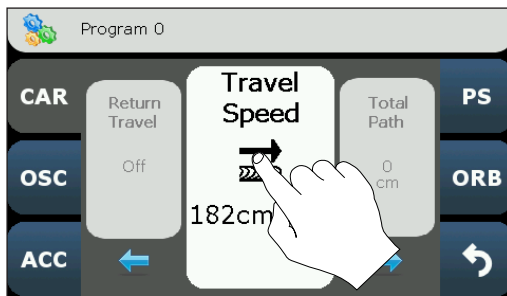 Program 0
CAR
OSC
ACC
Return
Travel
Off
Travel
Speed
182cm
Total
Path
0
cm
PS
ORB